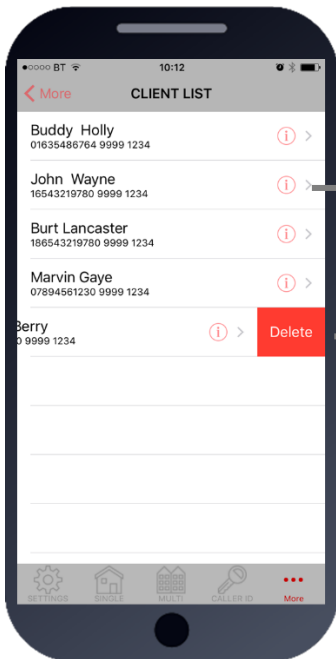 BT 10:12
More CLIENT LIST
Buddy Holly
01635486764 9999 1234
John Wayne
16543219780 9999 1234
Burt Lancaster
186543219780 9999 1234
Marvin Gaye
07894561230 9999 1234
Berry
0 9999 1234
Delete
SETTINGS SINGLE MULTI CALLER ID More